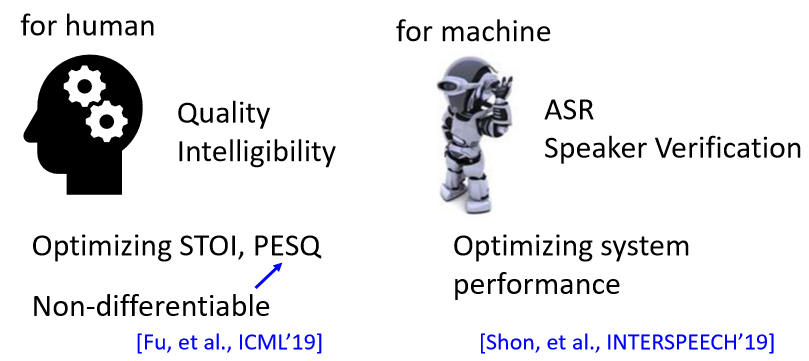 for human
Quality
Intelligibility
Optimizing STOI, PESQ
Non-differentiable
[Fu, et al., ICML’19]
for machine
ASR
Speaker Verification
Optimizing system
performance
[Shon, et al., INTERSPEECH’19]